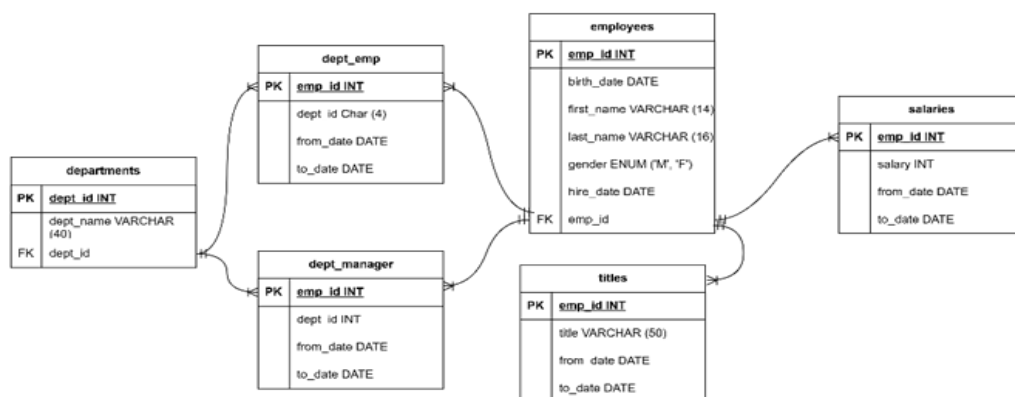 departments
PK dept_id INT
dept_name VARCHAR
(40)
FK dept_id
dept_emp
PK emp_id INT
dept_id Char (4)
from_date DATE
to_date DATE
dept_manager
PK emp_id INT
dept_id INT
from_date DATE
to_date DATE
employees
PK emp_id INT
birth_date DATE
first_name VARCHAR (14)
last_name VARCHAR (16)
gender ENUM ('M', 'F')
hire_date DATE
FK emp_id
titles
PK emp_id INT
title VARCHAR (50)
from_date DATE
to_date DATE
salaries
PK emp_id INT
salary INT
from_date DATE
to_date DATE